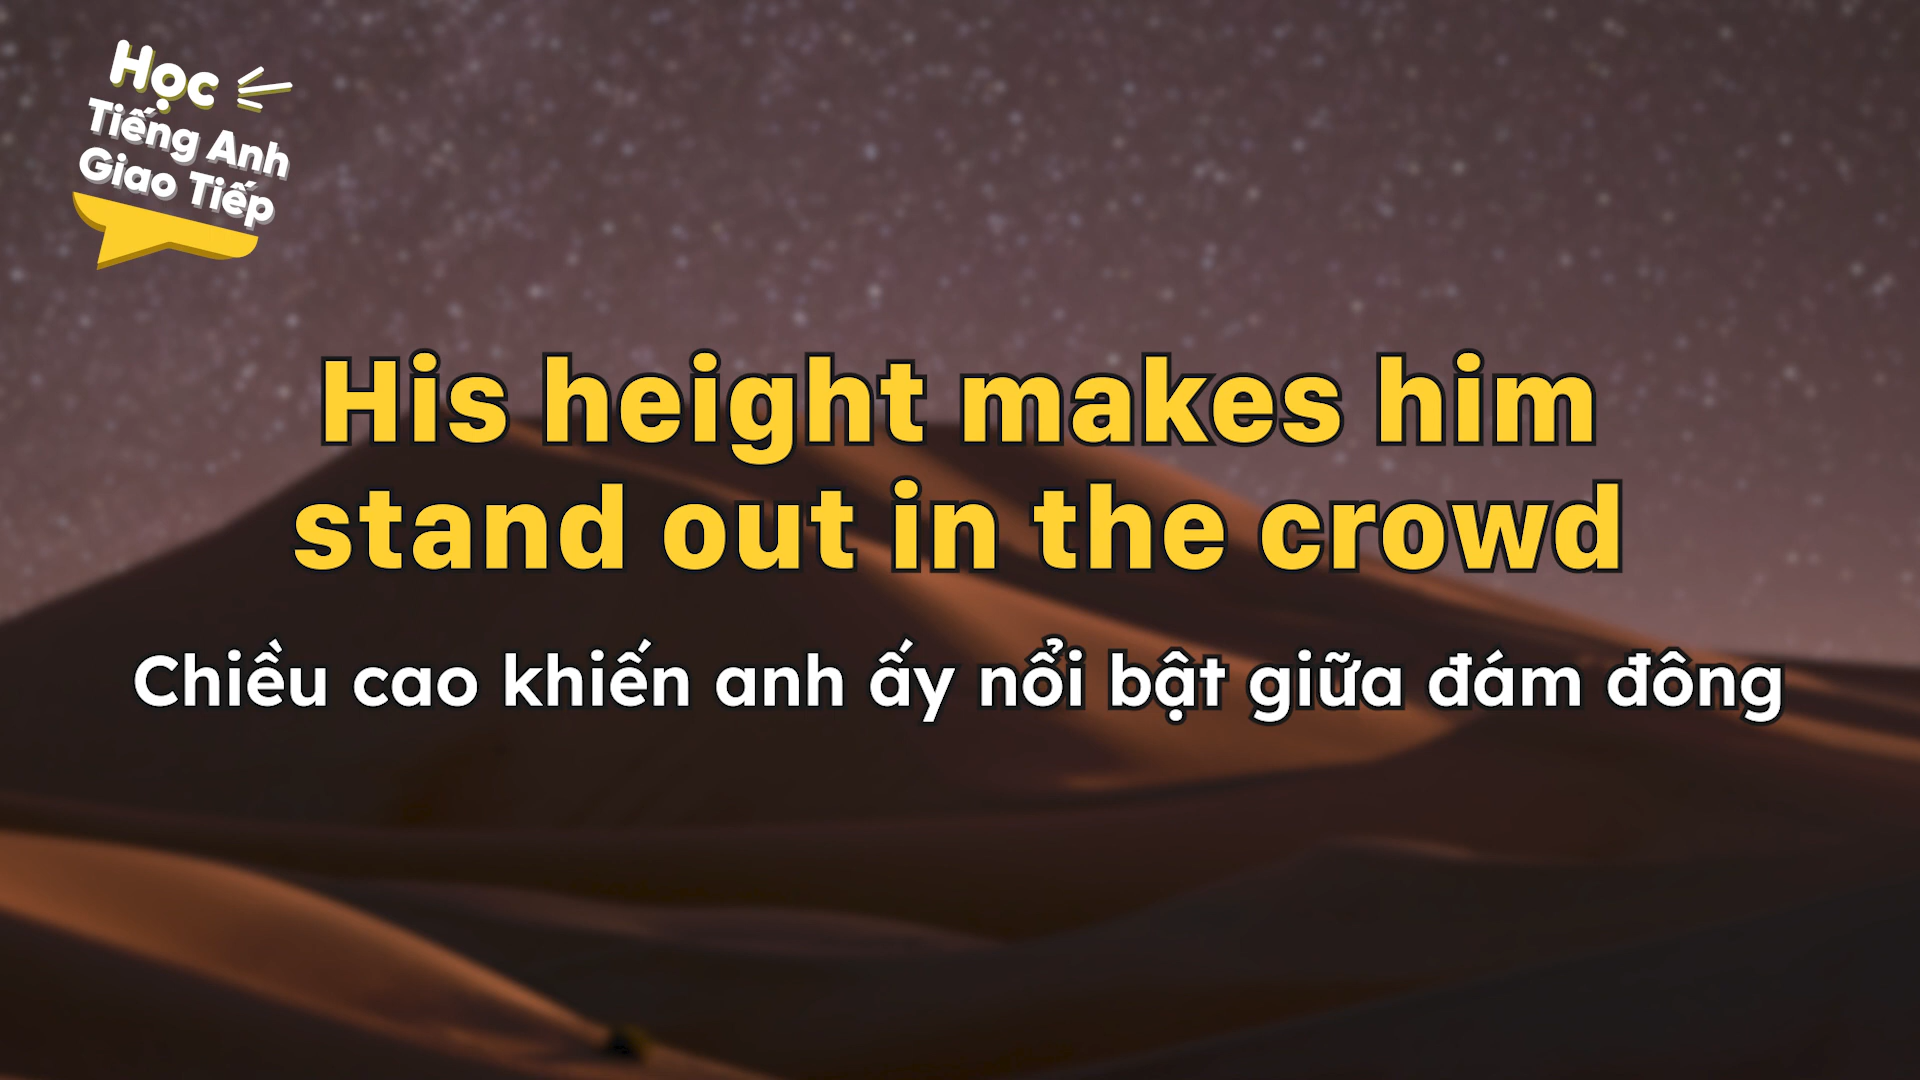 Học
Tiếng Anh
Giao Tiếp
His height makes him
stand out in the crowd
Chiều cao khiến anh ấy nổi bật giữa đám đông